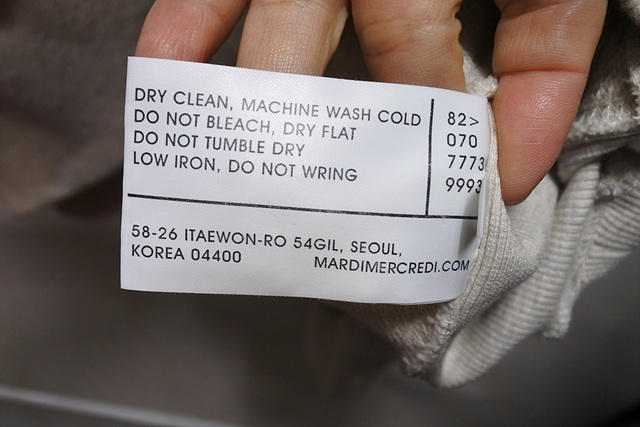 DRY CLEAN, MACHINE WASH COLD
DO NOT BLEACH, DRY FLAT
DO NOT TUMBLE DRY
LOW IRON, DO NOT WRING
82>
070
7773
9993
58-26 ITAEWON-RO 54GIL, SEOUL,
KOREA 04400 MARDIMERCREDI.COM